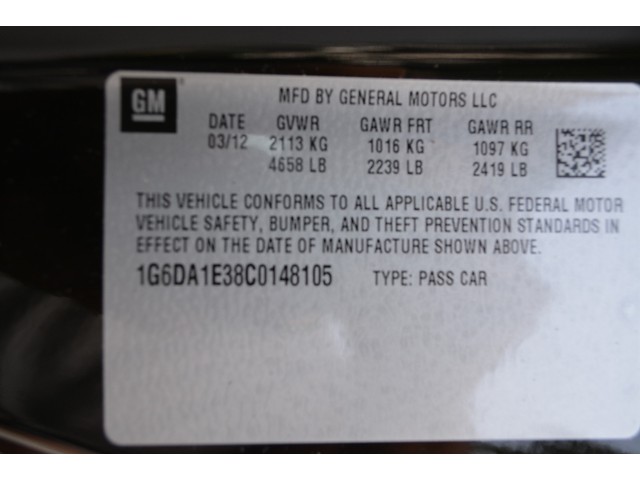 GM
MFD BY GENERAL MOTORS LLC
DATE GVWR GAWR FRT GAWR RR
03/12 2113 KG 1016 KG 1097 KG
4658 LB 2239 LB 2419 LB
THIS VEHICLE CONFORMS TO ALL APPLICABLE U.S. FEDERAL MOTOR
VEHICLE SAFETY, BUMPER, AND THEFT PREVENTION STANDARDS IN
EFFECT ON THE DATE OF MANUFACTURE SHOWN ABOVE.
1G6DA1E38C0148105 TYPE: PASS CAR